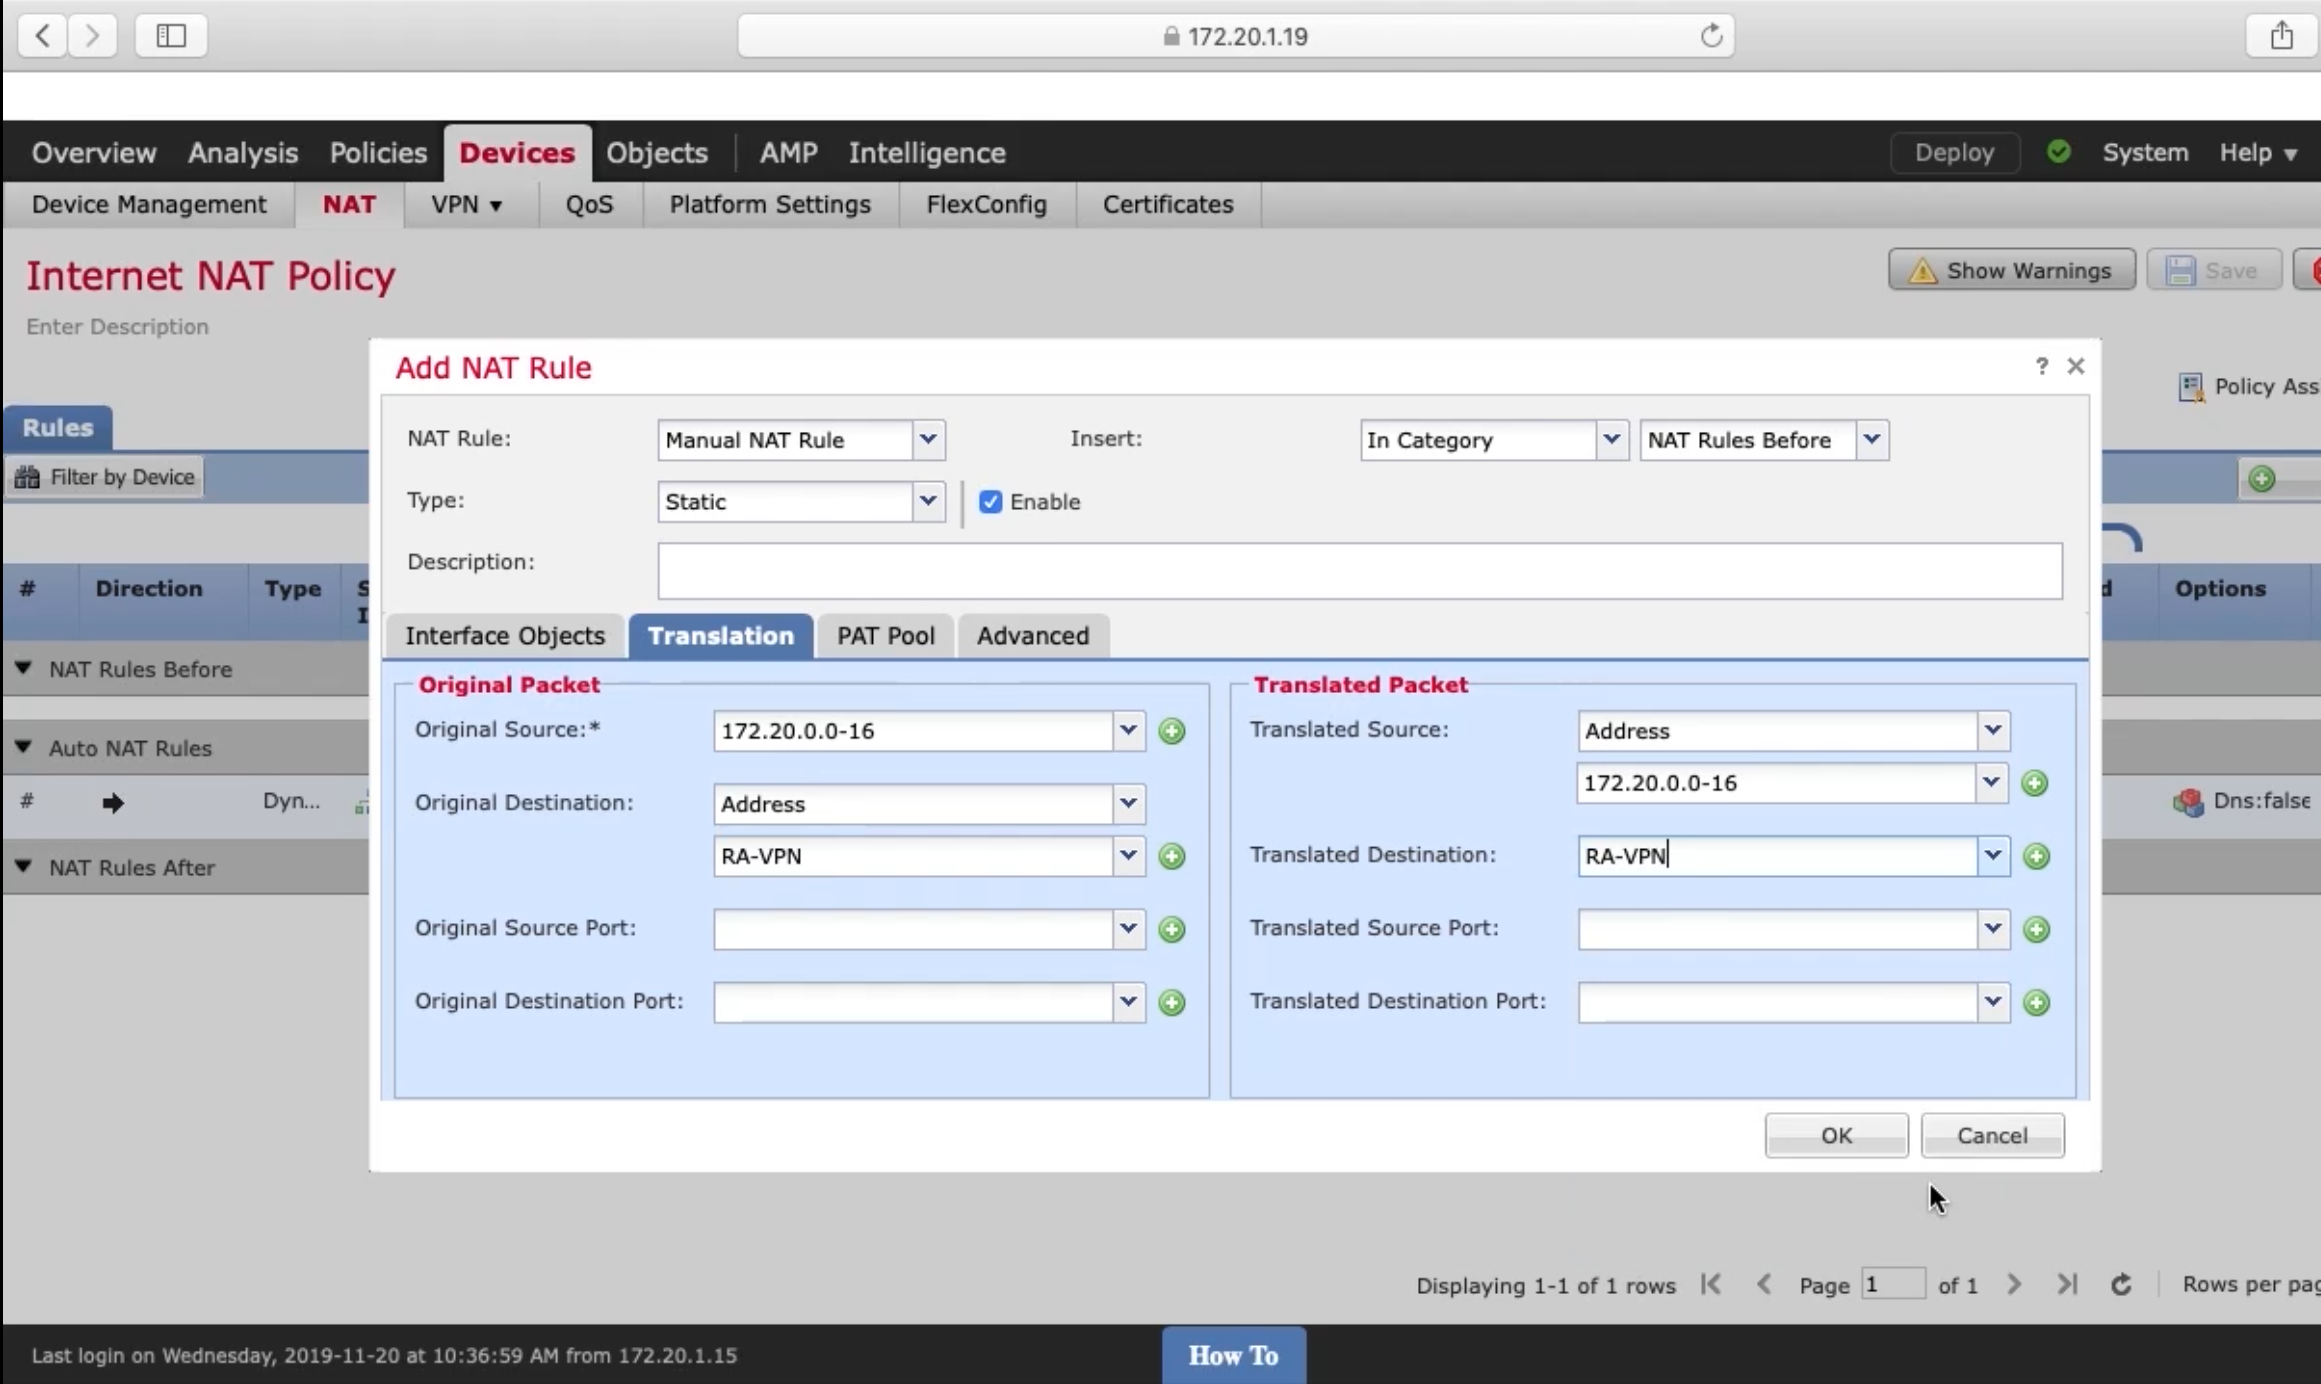 172.20.1.19
Overview Analysis Policies Devices Objects AMP Intelligence Deploy System Help
Device Management NAT VPN QoS Platform Settings FlexConfig Certificates
Internet NAT Policy
Show Warnings Save
Enter Description
Add NAT Rule ?
Policy Ass
Rules
NAT Rule: Manual NAT Rule Insert: In Category NAT Rules Before
Filter by Device
Type: Static Enable
Description:
# Direction Type S I d Options
Interface Objects Translation PAT Pool Advanced
NAT Rules Before
Original Packet Translated Packet
Original Source:* 172.20.0.0-16 Translated Source: Address
Auto NAT Rules
172.20.0.0-16
# Dyn... Dns:false
Original Destination: Address
RA-VPN Translated Destination: RA-VPN
NAT Rules After
Original Source Port: Translated Source Port:
Original Destination Port: Translated Destination Port:
OK Cancel
Displaying 1-1 of 1 rows Page 1 of 1 Rows per pag
Last login on Wednesday, 2019-11-20 at 10:36:59 AM from 172.20.1.15 How To